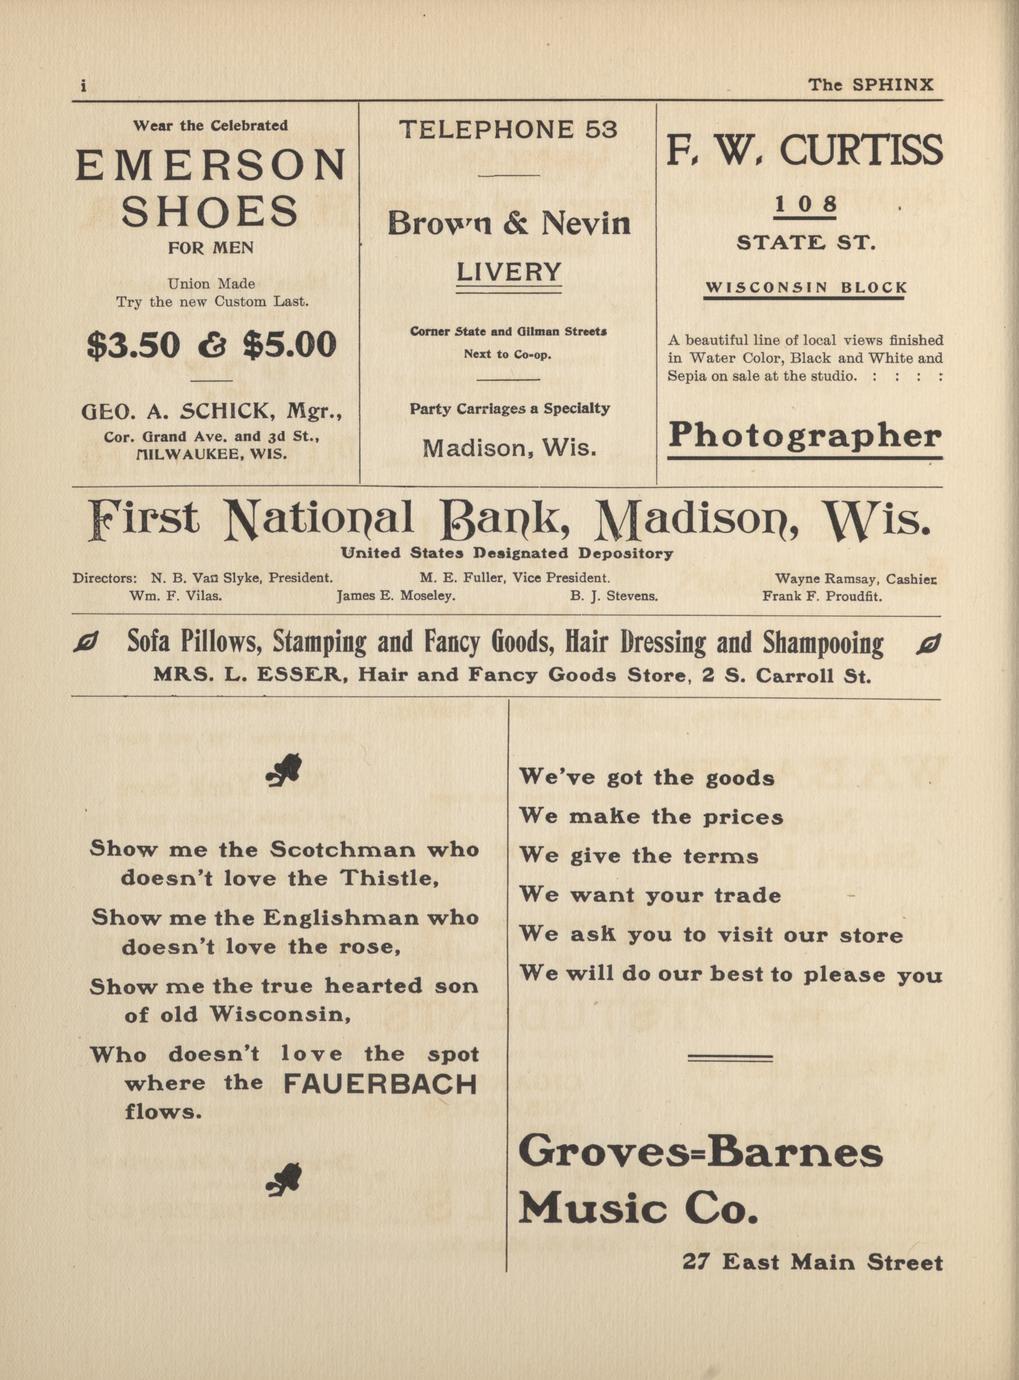 i
The SPHINX
Wear the Celebrated
EMERSON
SHOES
FOR MEN
Union Made
Try the new Custom Last.
$3.50 & $5.00
GEO. A. SCHICK, Mgr.,
Cor. Grand Ave. and 3d St.,
MILWAUKEE, WIS.
TELEPHONE 53
Brown & Nevin
LIVERY
Corner State and Gilman Streets
Next to Co-op.
Party Carriages a Specialty
Madison, Wis.
F. W. CURTISS
108
STATE ST.
WISCONSIN BLOCK
A beautiful line of local views finished
in Water Color, Black and White and
Sepia on sale at the studio. : : : :
Photographer
First National Bank, Madison, Wis.
United States Designated Depository
Directors: N. B. Van Slyke, President. M. E. Fuller, Vice President. Wayne Ramsay, Cashier
Wm. F. Vilas. James E. Moseley. B. J. Stevens. Frank F. Proudfit.
Sofa Pillows, Stamping and Fancy Goods, Hair Dressing and Shampooing
MRS. L. ESSER, Hair and Fancy Goods Store, 2 S. Carroll St.
Show me the Scotchman who
doesn't love the Thistle,
Show me the Englishman who
doesn't love the rose,
Show me the true hearted son
of old Wisconsin,
Who doesn't love the spot
where the FAUERBACH
flows.
We've got the goods
We make the prices
We give the terms
We want your trade
We ask you to visit our store
We will do our best to please you
Groves=Barnes
Music Co.
27 East Main Street